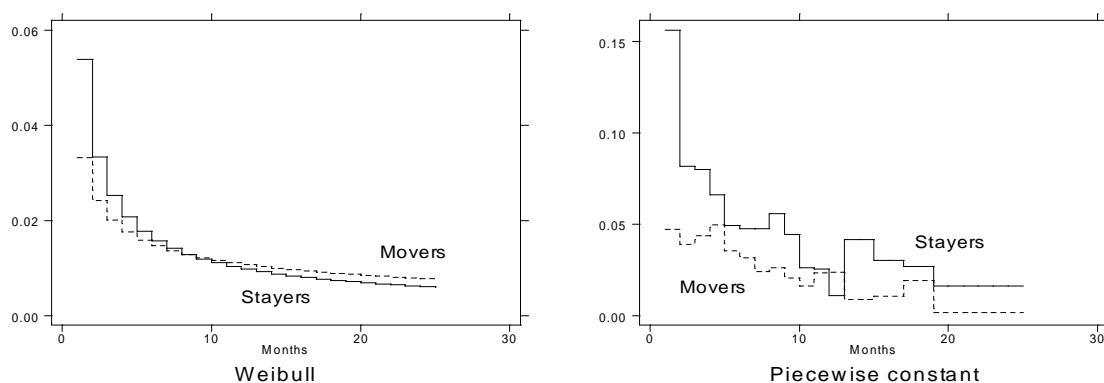 0.06
0.04
0.02
0.00
Movers
Stayers
0 10 20 30
Months
Weibull
0.15
0.10
0.05
0.00
Stayers
Movers
0 10 20 30
Months
Piecewise constant